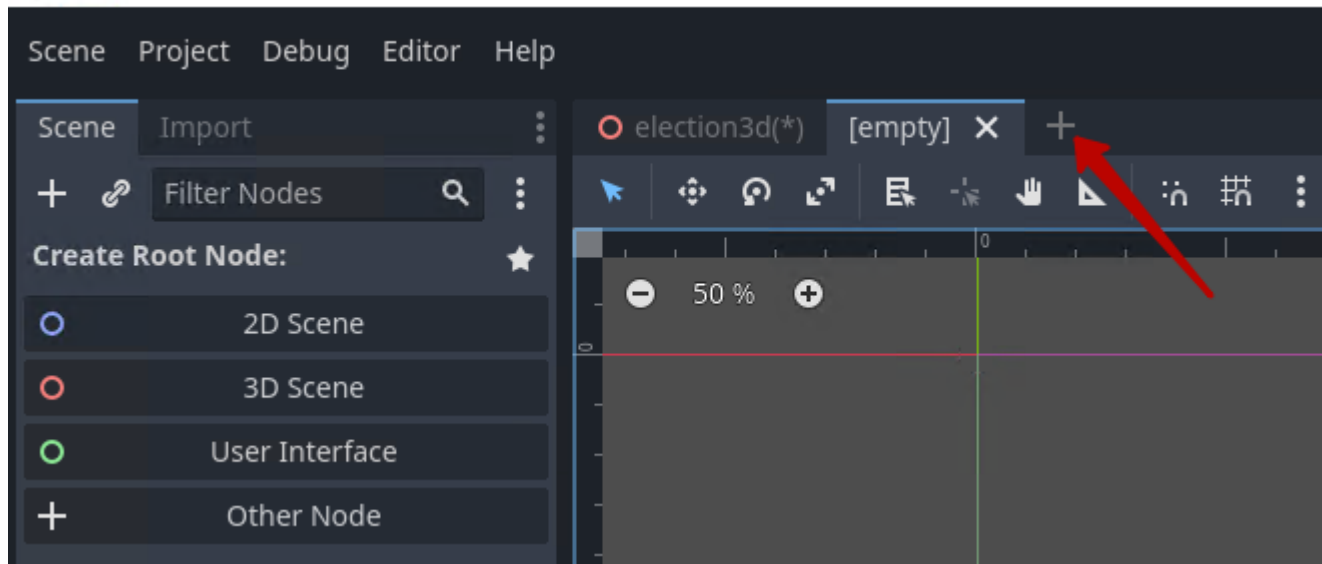 Scene Project Debug Editor Help
Scene Import
election3d(*) [empty]
Filter Nodes
Create Root Node:
0
50 %
2D Scene
0
3D Scene
User Interface
Other Node